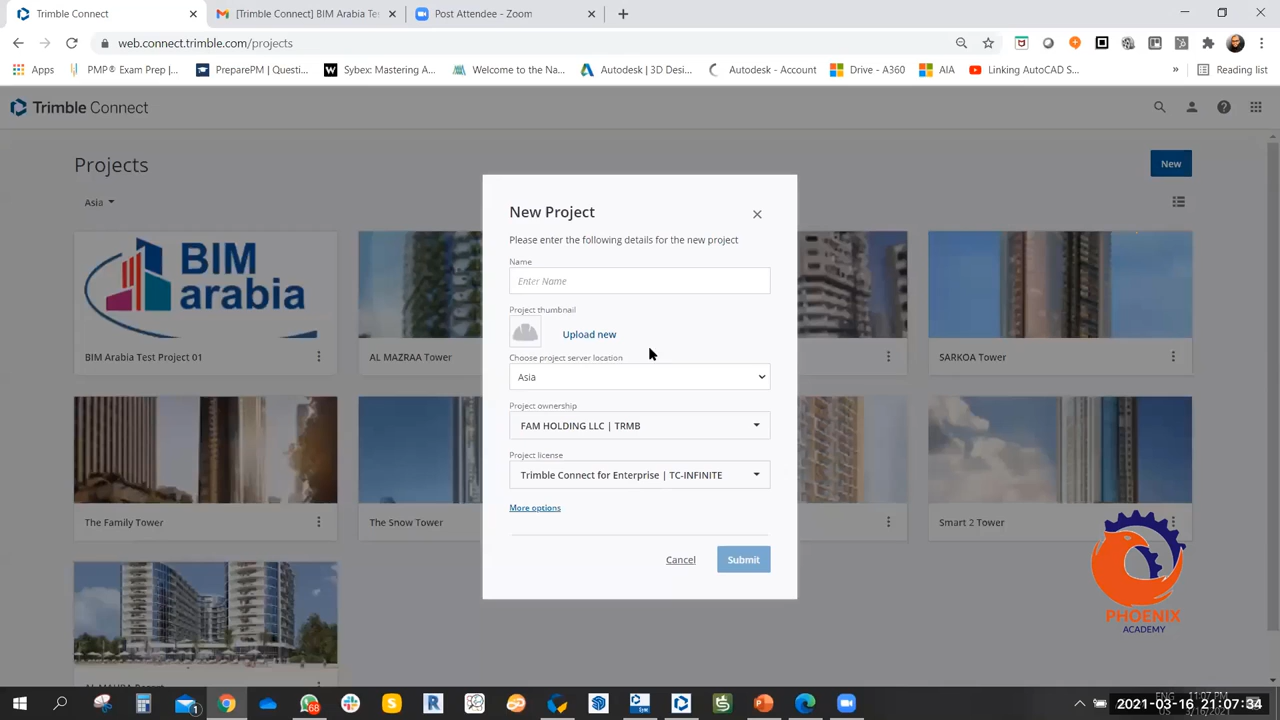 Trimble Connect
[Trimble Connect] BIM Arabia Te
Post Attendee - Zoom
web.connect.trimble.com/projects
Apps
PMP® Exam Prep |...
PreparePM | Questi...
Sybex: Mastering A...
Welcome to the Na...
Autodesk | 3D Desi...
Autodesk - Account
Drive - A360
AIA
Linking AutoCAD S...
»
Reading list
Trimble Connect
Projects
New
Asia
BIM
arabia
BIM Arabia Test Project 01
AL MAZRAA Tower
SARKOA Tower
The Family Tower
The Snow Tower
Smart 2 Tower
New Project
Please enter the following details for the new project
Name
Enter Name
Project thumbnail
Upload new
Choose project server location
Asia
Project ownership
FAM HOLDING LLC | TRMB
Project license
Trimble Connect for Enterprise | TC-INFINITE
More options
Cancel
Submit
PHOENIX
ACADEMY
68
1
ENG
11:07 PM
2021-03-16 21:07:34